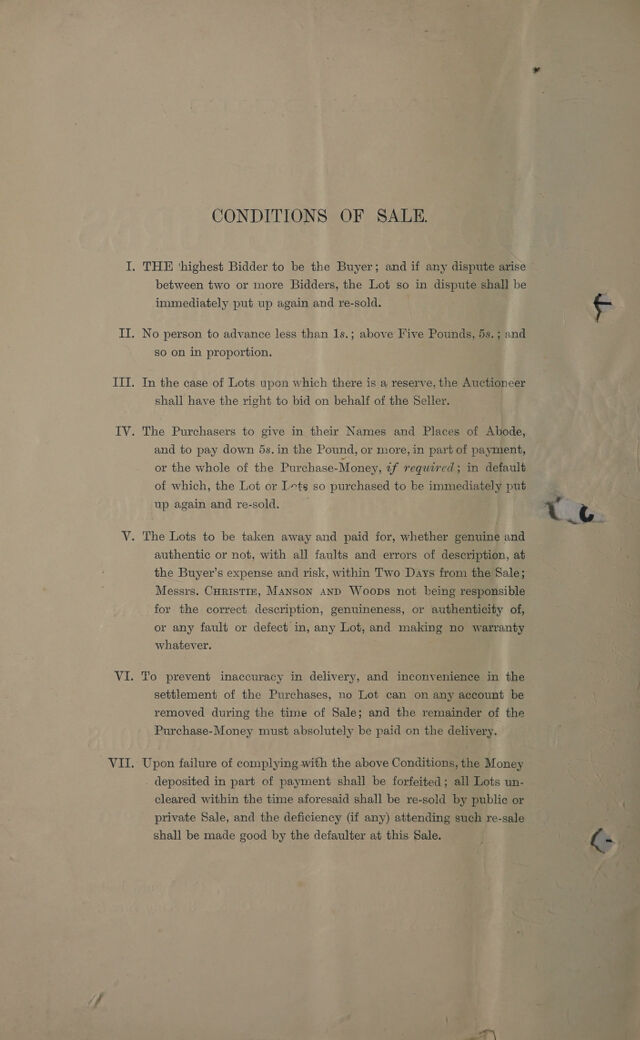 CONDITIONS OF SALE.
I. THE highest Bidder to be the Buyer; and if any dispute arise
between two or more Bidders, the Lot so in dispute shall be
immediately put up again and re-sold.
II. No person to advance less than 1s.; above Five Pounds, 5s.; and
so on in proportion.
III. In the case of Lots upon which there is a reserve, the Auctioneer
shall have the right to bid on behalf of the Seller.
IV. The Purchasers to give in their Names and Places of Abode,
and to pay down 5s. in the Pound, or more, in part of payment,
or the whole of the Purchase-Money, if required; in default
of which, the Lot or Lots so purchased to be immediately put
up again and re-sold.
V. The Lots to be taken away and paid for, whether genuine and
authentic or not, with all faults and errors of description, at
the Buyer's expense and risk, within Two Days from the Sale;
Messrs. Christie, Manson and Woods not being responsible
for the correct description, genuineness, or authenticity of,
or any fault or defect in, any Lot, and making no warranty
whatever.
VI. To prevent inaccuracy in delivery, and inconvenience in the
settlement of the Purchases, no Lot can on any account be
removed during the time of Sale; and the remainder of the
Purchase-Money must absolutely be paid on the delivery.
VII. Upon failure of complying with the above Conditions, the Money
deposited in part of payment shall be forfeited; all Lots un-
cleared within the time aforesaid shall be re-sold by public or
private Sale, and the deficiency (if any) attending such re-sale
shall be made good by the defaulter at this Sale.